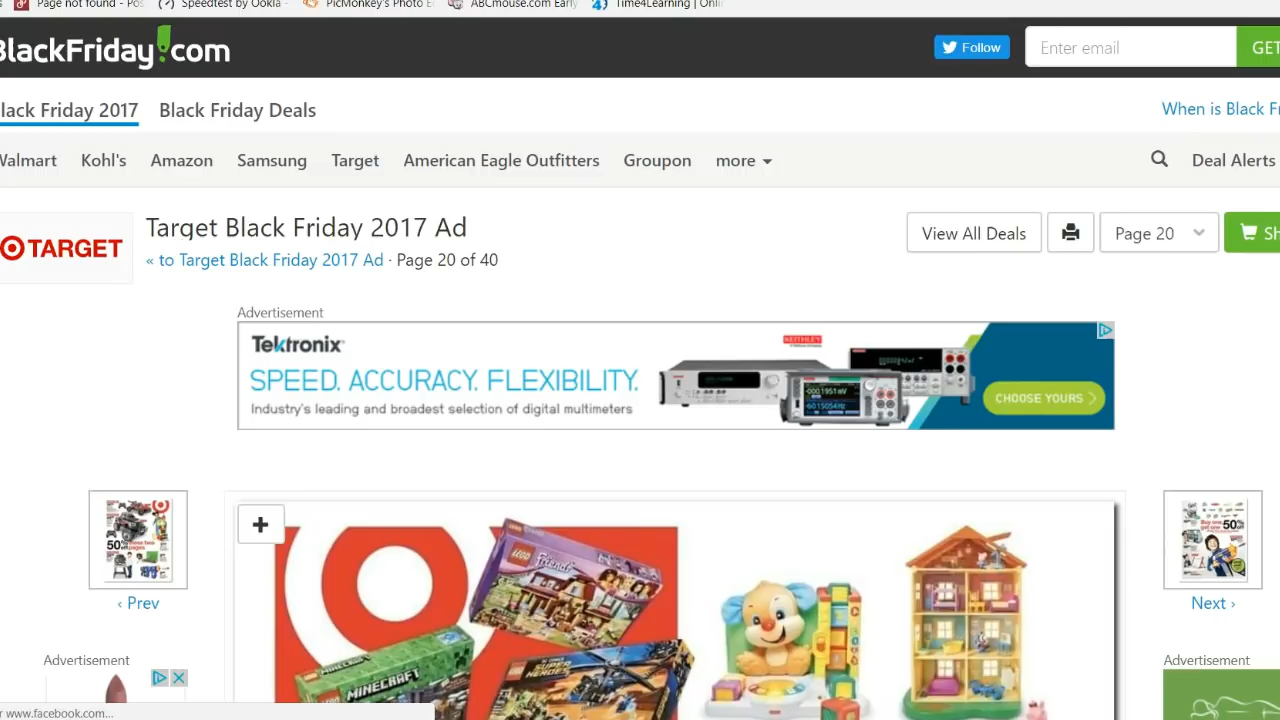 Page not found - Pos
Speedtest by Ookla
PicMonkey's Photo E
ABCmouse.com Early
Time4Learning | Onli
BlackFriday!com
Follow
Enter email
GET
lack Friday 2017
Black Friday Deals
When is Black Fr
Walmart
Kohl's
Amazon
Samsung
Target
American Eagle Outfitters
Groupon
more
Deal Alerts
TARGET
Target Black Friday 2017 Ad
« to Target Black Friday 2017 Ad · Page 20 of 40
View All Deals
Page 20
Sh
Advertisement
Tektronix
KEITHLEY
SPEED. ACCURACY. FLEXIBILITY.
Industry's leading and broadest selection of digital multimeters
CHOOSE YOURS
50%
‹ Prev
LEGO
Friends
MINECRAFT
SUPER HEROES
Buy one, get one 50%
Next ›
Advertisement
Advertisement
r www.facebook.com...